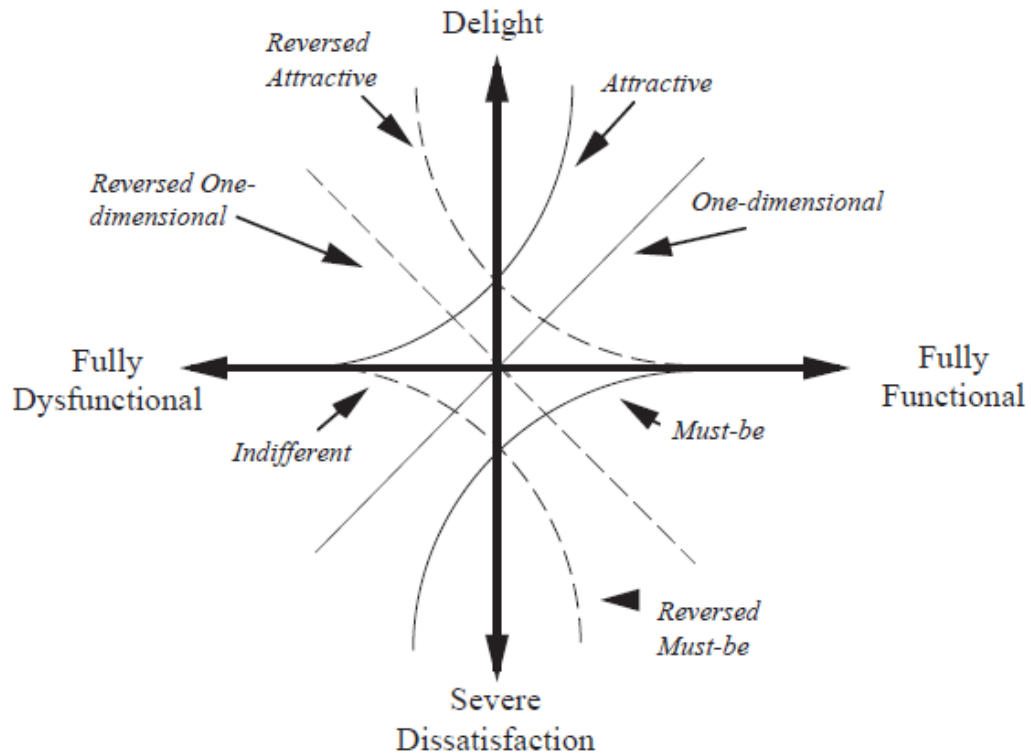 Delight
Reversed
Attractive
Attractive
Reversed One-
dimensional
One-dimensional
Fully
Dysfunctional
Fully
Functional
Indifferent
Must-be
Reversed
Must-be
Severe
Dissatisfaction